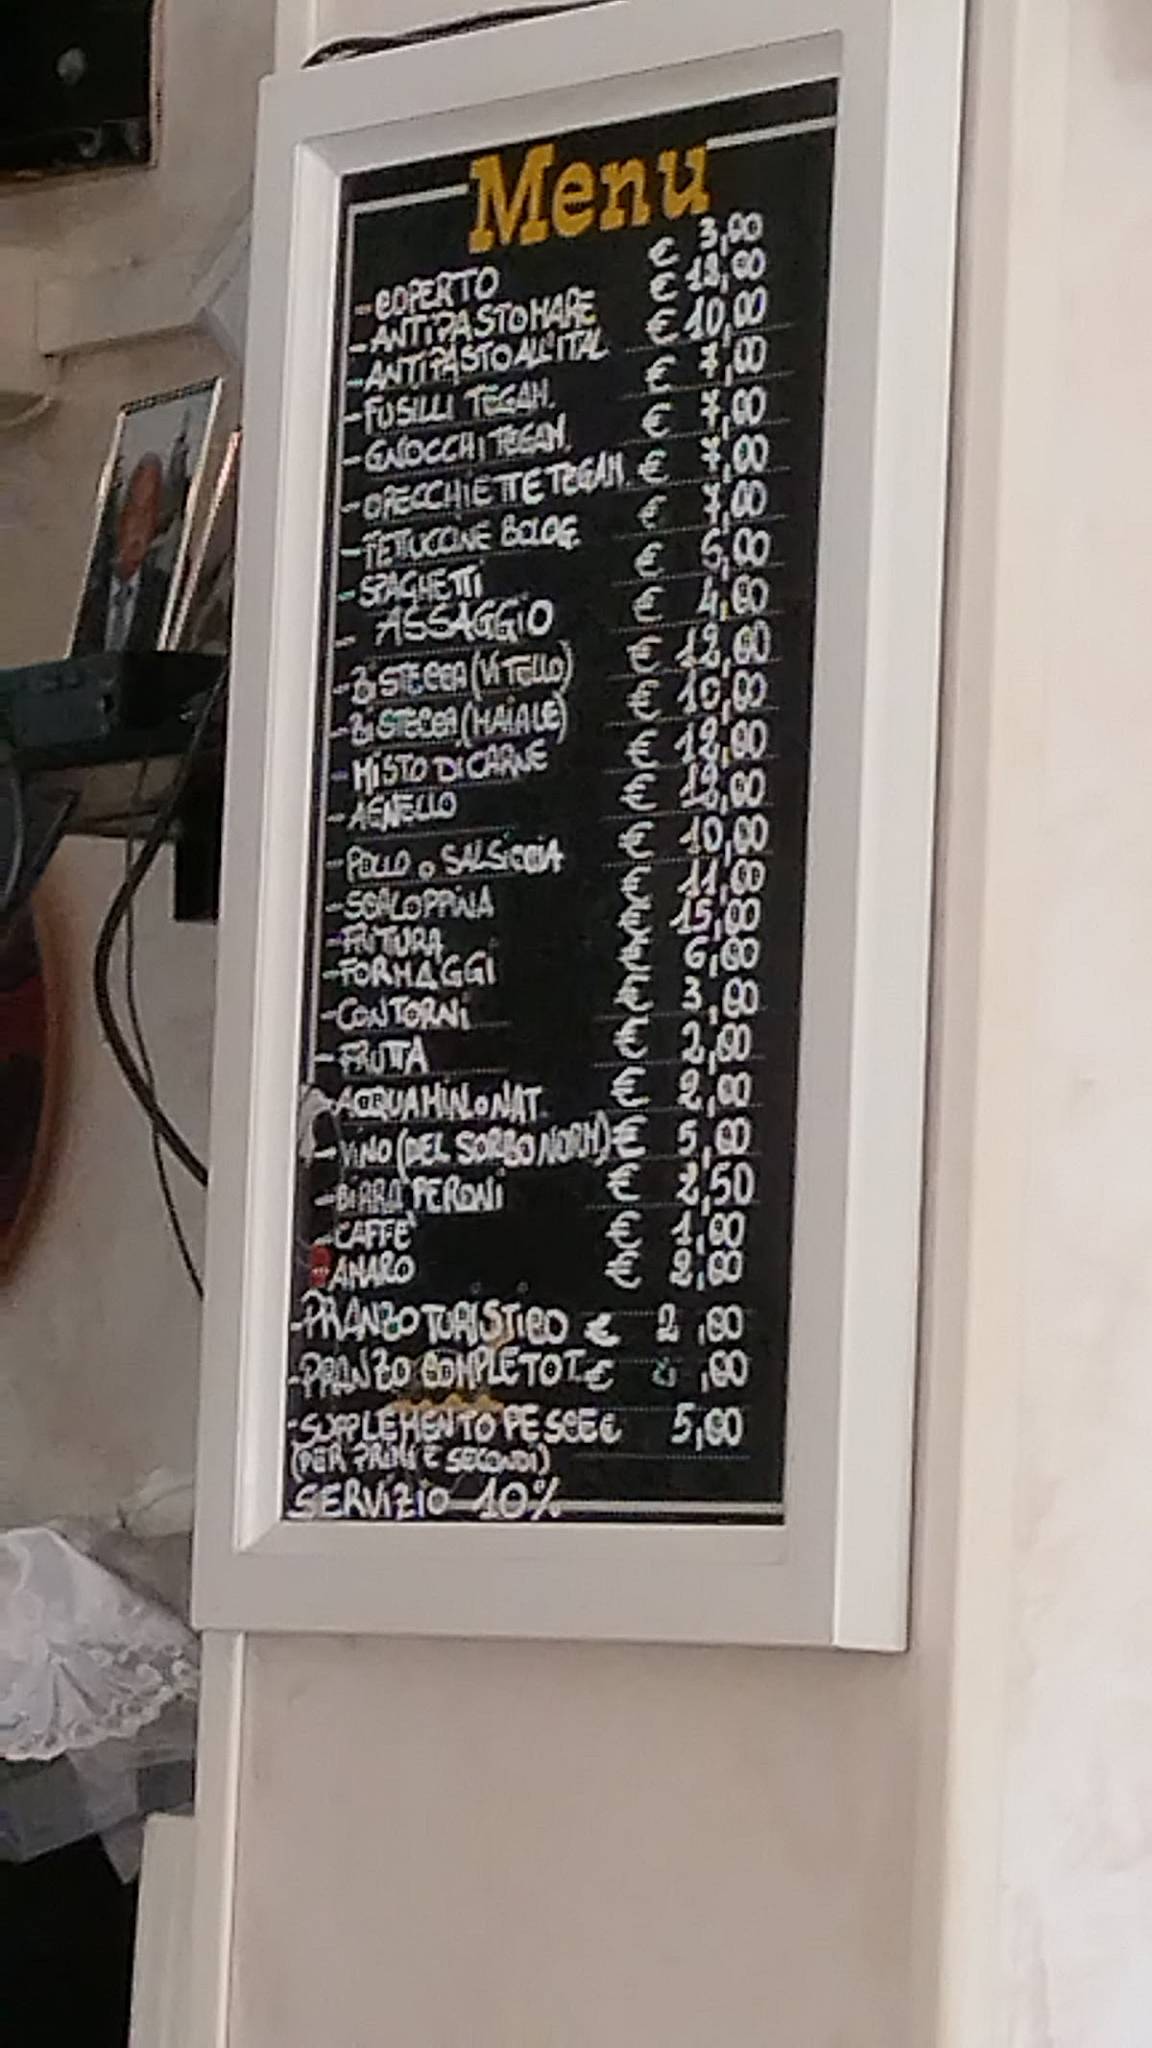 Menu
- COPERTO € 3,00
- ANTIPASTO MARE € 12,00
- ANTIPASTO ALL'ITAL € 10,00
- FUSILLI TEGAM. € 7,00
- GNOCCHI TEGAM. € 7,00
- ORECCHIETTE TEGAM. € 7,00
- FETTUCCINE BOLOG. € 7,00
- SPAGHETTI €
- ASSAGGIO € 4,00
- BISTECCA (VITELLO) € 12,00
- BISTECCA (MAIALE) € 10,00
- MISTO DI CARNE € 12,00
- AGNELLO € 12,00
- POLLO o SALSICCIA € 10,00
- SCALOPPINA € 11,00
- FRITURA € 15,00
- FORMAGGI € 6,00
- CONTORNI € 3,00
- FRUTTA € 2,00
- ACQUA MIN. o NAT. € 2,00
- VINO (DEL SORBO NORM) € 5,00
- BIRRA PERONI € 2,50
- CAFFE' € 1,00
AMARO € 2,00
- PRANZO TURISTICO €
- PRANZO COMPLETO T. €
- SUPPLEMENTO PESCE € 5,00
(PER PRIMI E SECONDI)
SERVIZIO 10%